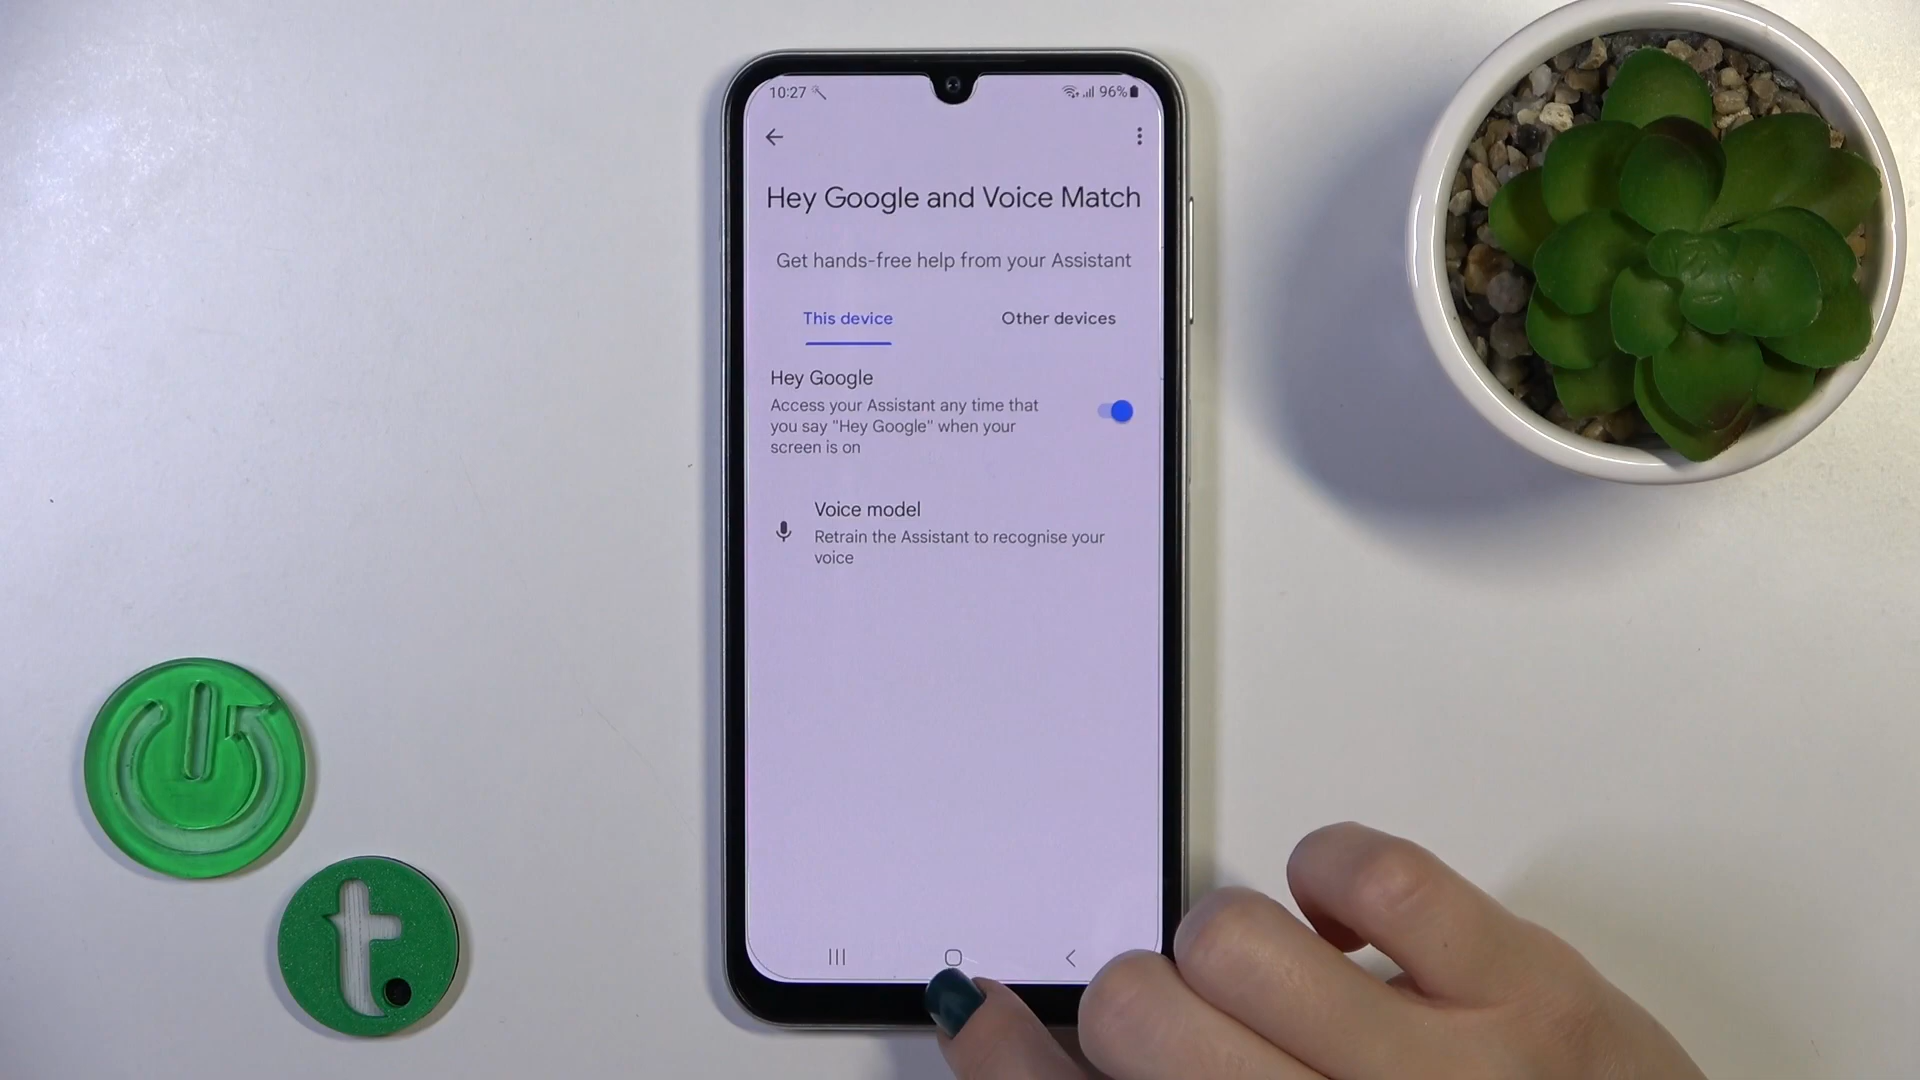 10:27
96%
Hey Google and Voice Match
Get hands-free help from your Assistant
This device
Other devices
Hey Google
Access your Assistant any time that
you say "Hey Google" when your
screen is on
Voice model
Retrain the Assistant to recognise your
voice
t.